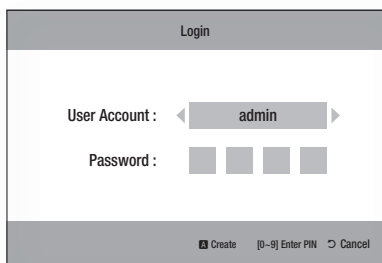 Login
User Account : admin
Password :
A Create [0~9] Enter PIN Cancel